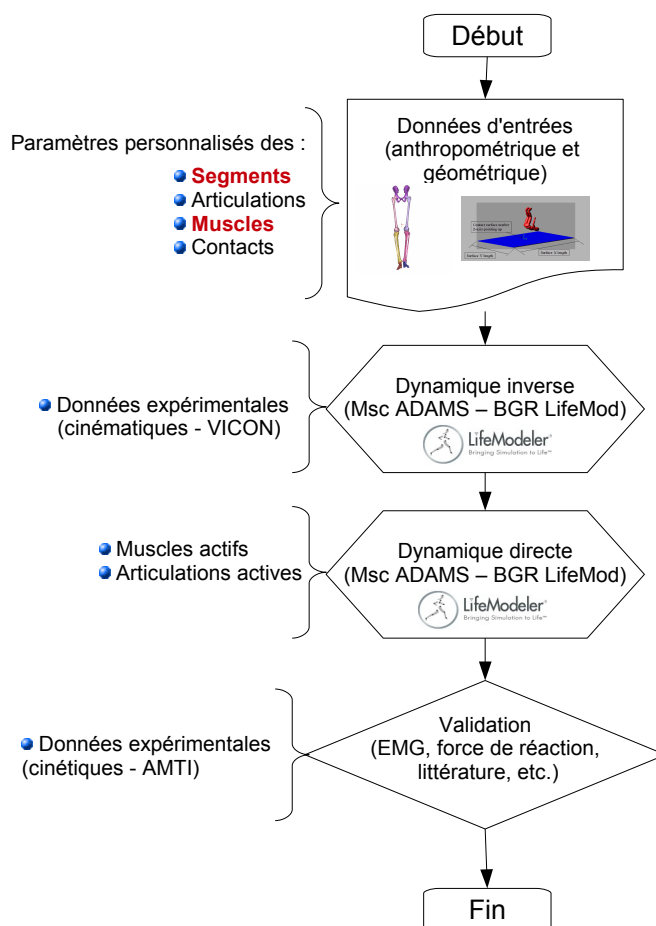 Début
Paramètres personnalisés des :
Segments
Articulations
Muscles
Contacts
Données d'entrées
(anthropométrique et
géométrique)
Données expérimentales
(cinématiques - VICON)
Dynamique inverse
(Msc ADAMS – BGR LifeMod)
LifeModeler
Bringing Simulation to Life™
Muscles actifs
Articulations actives
Dynamique directe
(Msc ADAMS – BGR LifeMod)
LifeModeler
Bringing Simulation to Life™
Données expérimentales
(cinétiques - AMTI)
Validation
(EMG, force de réaction,
littérature, etc.)
Fin